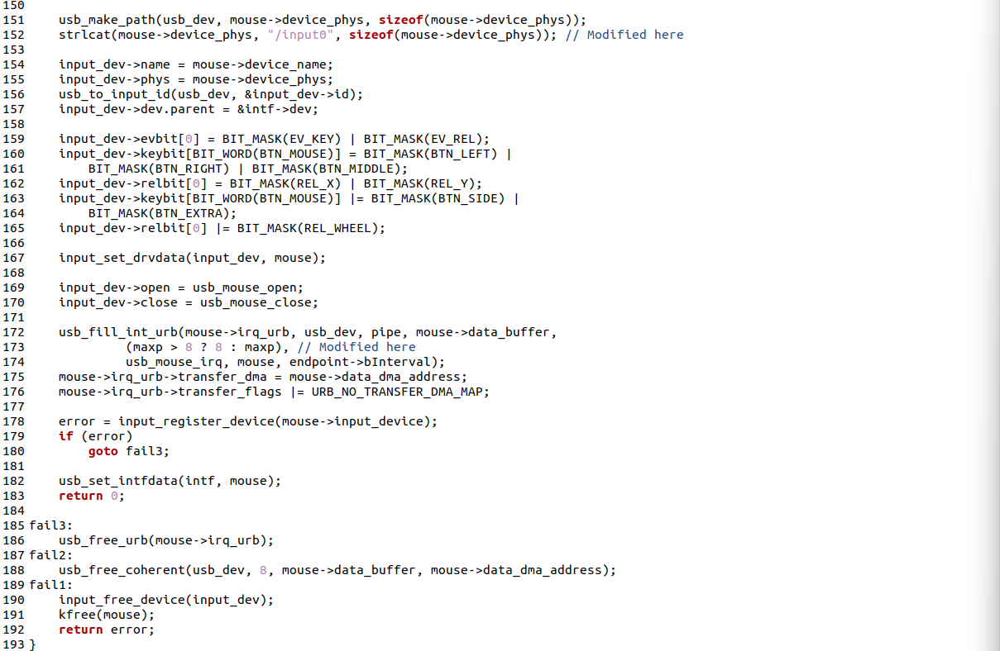 150
151 usb_make_path(usb_dev, mouse->device_phys, sizeof(mouse->device_phys));
152 strlcat(mouse->device_phys, "/input0", sizeof(mouse->device_phys)); // Modified here
153
154 input_dev->name = mouse->device_name;
155 input_dev->phys = mouse->device_phys;
156 usb_to_input_id(usb_dev, &input_dev->id);
157 input_dev->dev.parent = &intf->dev;
158
159 input_dev->evbit[0] = BIT_MASK(EV_KEY) | BIT_MASK(EV_REL);
160 input_dev->keybit[BIT_WORD(BTN_MOUSE)] = BIT_MASK(BTN_LEFT) |
161 BIT_MASK(BTN_RIGHT) | BIT_MASK(BTN_MIDDLE);
162 input_dev->relbit[0] = BIT_MASK(REL_X) | BIT_MASK(REL_Y);
163 input_dev->keybit[BIT_WORD(BTN_MOUSE)] |= BIT_MASK(BTN_SIDE) |
164 BIT_MASK(BTN_EXTRA);
165 input_dev->relbit[0] |= BIT_MASK(REL_WHEEL);
166
167 input_set_drvdata(input_dev, mouse);
168
169 input_dev->open = usb_mouse_open;
170 input_dev->close = usb_mouse_close;
171
172 usb_fill_int_urb(mouse->irq_urb, usb_dev, pipe, mouse->data_buffer,
173 (maxp > 8 ? 8 : maxp), // Modified here
174 usb_mouse_irq, mouse, endpoint->bInterval);
175 mouse->irq_urb->transfer_dma = mouse->data_dma_address;
176 mouse->irq_urb->transfer_flags |= URB_NO_TRANSFER_DMA_MAP;
177
178 error = input_register_device(mouse->input_device);
179 if (error)
180 goto fail3;
181
182 usb_set_intfdata(intf, mouse);
183 return 0;
184
185 fail3:
186 usb_free_urb(mouse->irq_urb);
187 fail2:
188 usb_free_coherent(usb_dev, 8, mouse->data_buffer, mouse->data_dma_address);
189 fail1:
190 input_free_device(input_dev);
191 kfree(mouse);
192 return error;
193 }